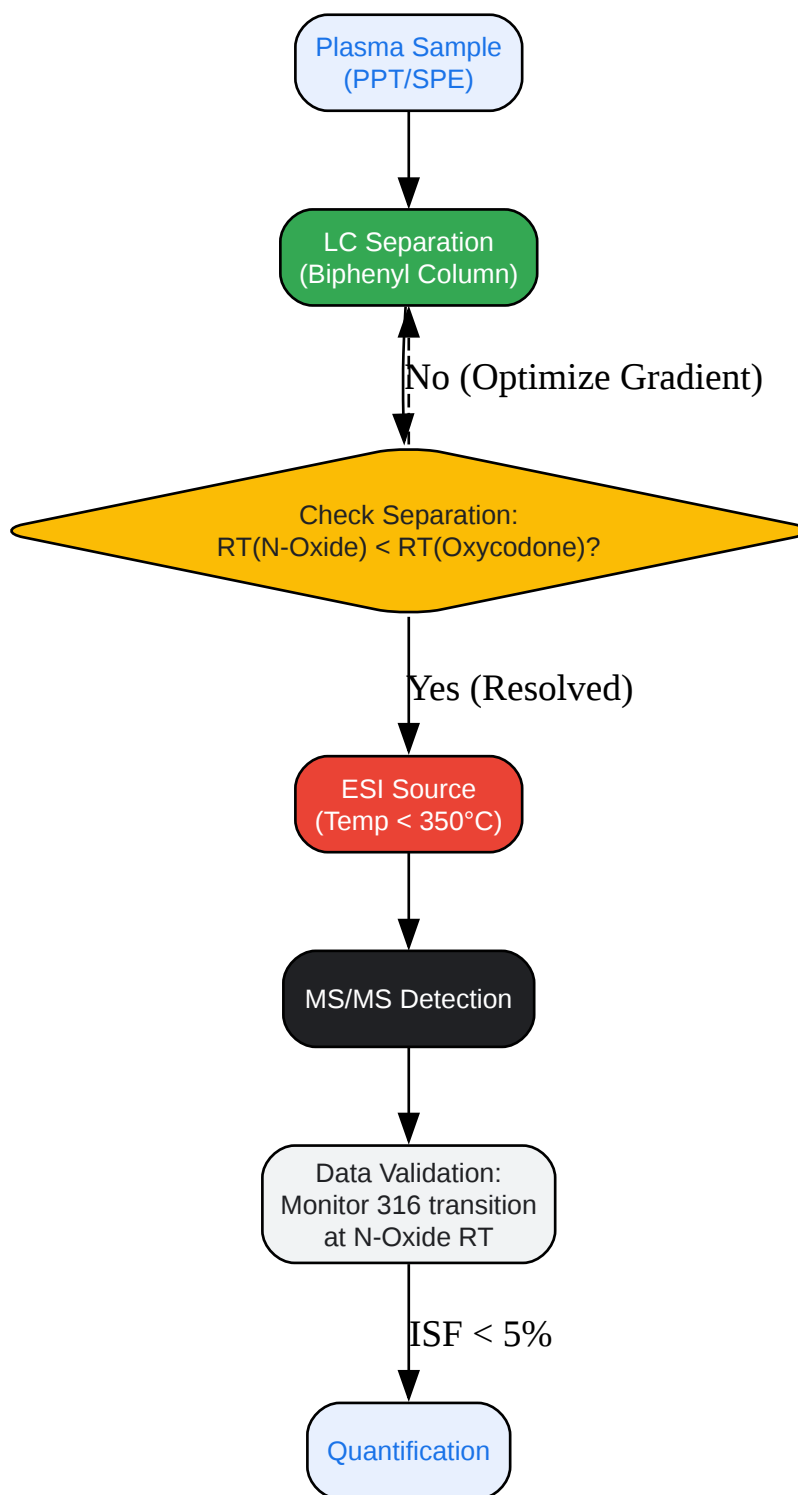 Plasma Sample
(PPT/SPE)
LC Separation
(Biphenyl Column)
No (Optimize Gradient)
Check Separation:
RT(N-Oxide) < RT(Oxycodone)?
Yes (Resolved)
ESI Source
(Temp < 350°C)
MS/MS Detection
Data Validation:
Monitor 316 transition
at N-Oxide RT
ISF < 5%
Quantification